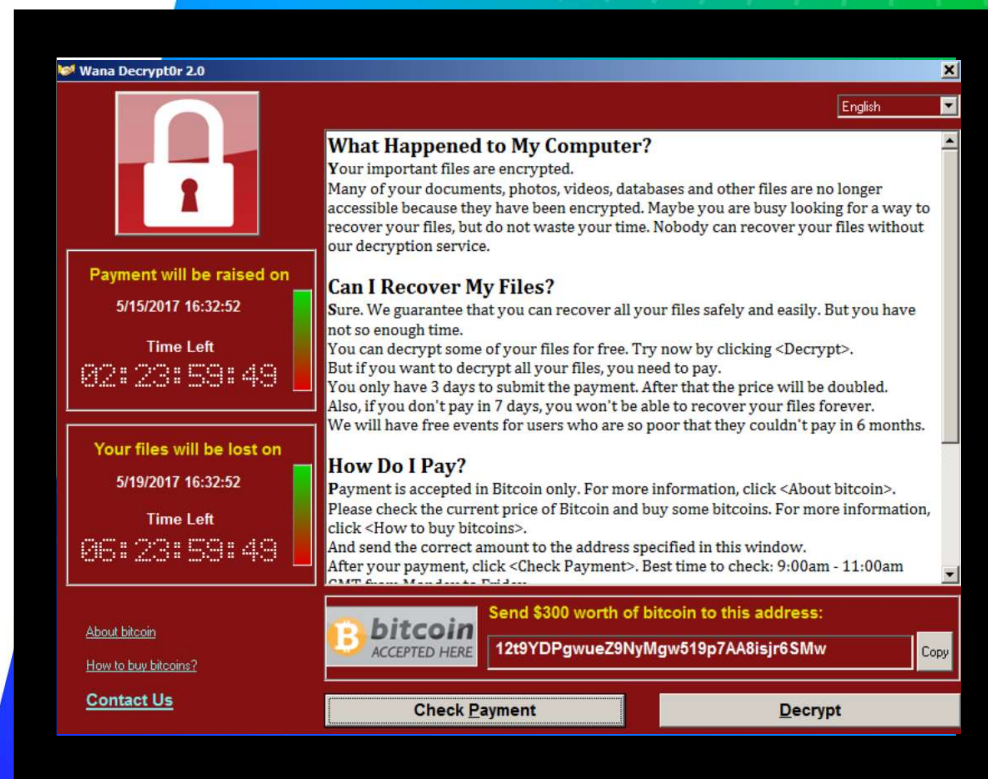 Wana Decrypt0r 2.0
English
What Happened to My Computer?
Your important files are encrypted.
Many of your documents, photos, videos, databases and other files are no longer
accessible because they have been encrypted. Maybe you are busy looking for a way to
recover your files, but do not waste your time. Nobody can recover your files without
our decryption service.
Can I Recover My Files?
Sure. We guarantee that you can recover all your files safely and easily. But you have
not so enough time.
You can decrypt some of your files for free. Try now by clicking <Decrypt>.
But if you want to decrypt all your files, you need to pay.
You only have 3 days to submit the payment. After that the price will be doubled.
Also, if you don't pay in 7 days, you won't be able to recover your files forever.
We will have free events for users who are so poor that they couldn't pay in 6 months.
How Do I Pay?
Payment is accepted in Bitcoin only. For more information, click <About bitcoin>.
Please check the current price of Bitcoin and buy some bitcoins. For more information,
click <How to buy bitcoins>.
And send the correct amount to the address specified in this window.
After your payment, click <Check Payment>. Best time to check: 9:00am - 11:00am
GMT from Monday to Friday
Payment will be raised on
5/15/2017 16:32:52
Time Left
02:23:59:49
Your files will be lost on
5/19/2017 16:32:52
Time Left
06:23:59:49
About bitcoin
How to buy bitcoins?
Contact Us
bitcoin
ACCEPTED HERE
Send $300 worth of bitcoin to this address:
12t9YDPgwueZ9NyMgw519p7AA8isjr6SMw
Copy
Check Payment
Decrypt